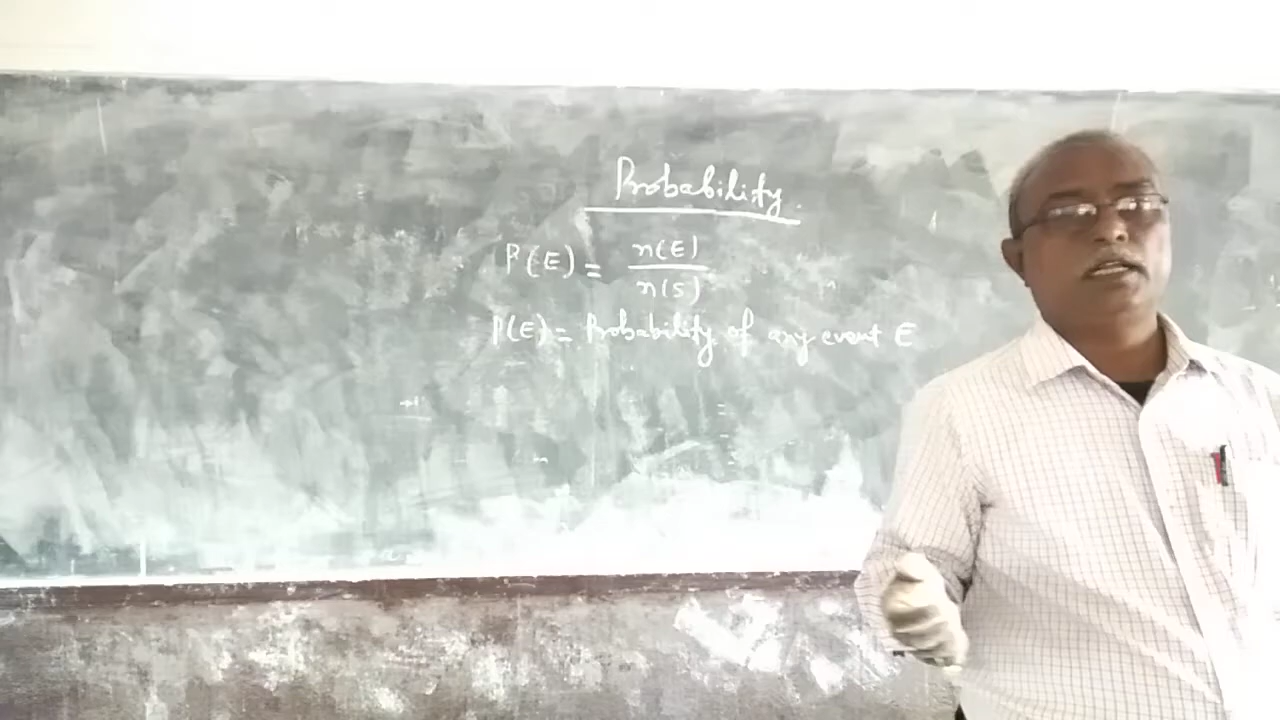 Probability.
P(E) = n(E) / n(S)
P(E) = Probability of any event E